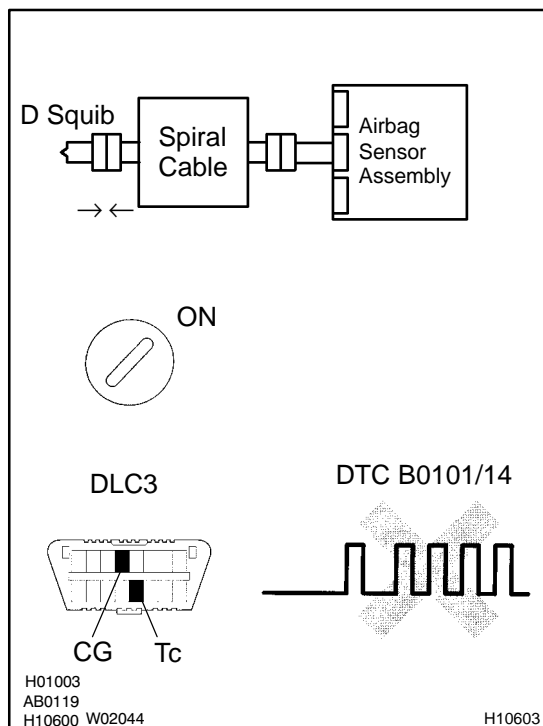 D Squib
Spiral
Cable
Airbag
Sensor
Assembly
ON
DLC3
DTC B0101/14
CG
Tc
H01003
AB0119
H10600 W02044
H10603